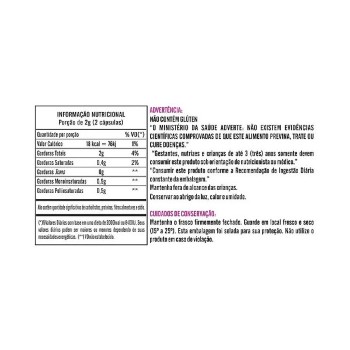 INFORMAÇÃO NUTRICIONAL
Porção de 2g (2 cápsulas)
Quantidade por porção % VD(*)
Valor Calórico 18 kcal = 76kj 1%
Gorduras Totais 2g 4%
Gorduras Saturadas 0,4g 2%
Gorduras Trans 0g **
Gorduras Monoinsaturadas 0,5g **
Gorduras Poliinsaturadas 0,5g **
Não contém quantidade significativa de carboidratos, proteínas, fibra alimentar e sódio.
(*)Valores Diários com base em uma dieta de 2000kcal ou 8400kJ. Seus
valores diários podem ser maiores ou menores dependendo de suas
necessidades energéticas. (**) VD não estabelecido.
ADVERTÊNCIA:
NÃO CONTÉM GLÚTEN
"O MINISTÉRIO DA SAÚDE ADVERTE: NÃO EXISTEM EVIDÊNCIAS
CIENTÍFICAS COMPROVADAS DE QUE ESTE ALIMENTO PREVINA, TRATE OU
CURE DOENÇAS."
"Gestantes, nutrizes e crianças de até 3 (três) anos somente devem
consumir este produto sob orientação do nutricionista ou médico."
"Consumir este produto conforme a Recomendação de Ingestão Diária
constante da embalagem."
Mantenha fora do alcance das crianças.
Conservar ao abrigo da luz, calor e umidade.
CUIDADOS DE CONSERVAÇÃO:
Mantenha o frasco firmemente fechado. Guarde em local fresco e seco
(15º a 25º). Esta embalagem foi selada para sua proteção. Não utilize o
produto em caso de violação.